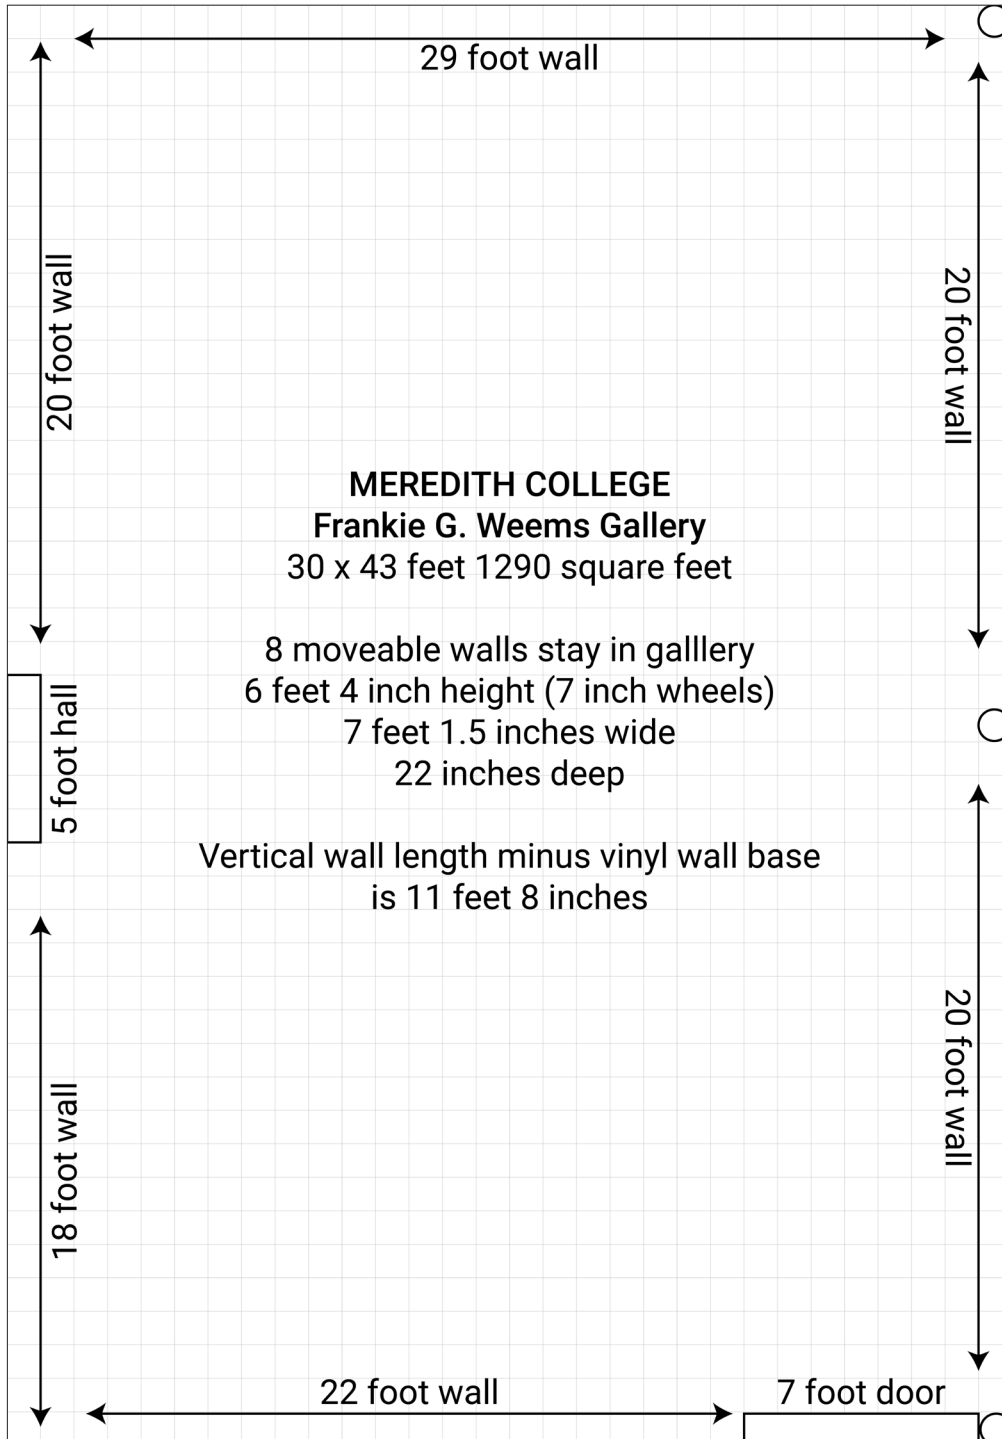 29 foot wall
20 foot wall
20 foot wall
MEREDITH COLLEGE
Frankie G. Weems Gallery
30 x 43 feet 1290 square feet
8 moveable walls stay in galllery
6 feet 4 inch height (7 inch wheels)
7 feet 1.5 inches wide
22 inches deep
5 foot hall
Vertical wall length minus vinyl wall base
is 11 feet 8 inches
18 foot wall
20 foot wall
22 foot wall
7 foot door